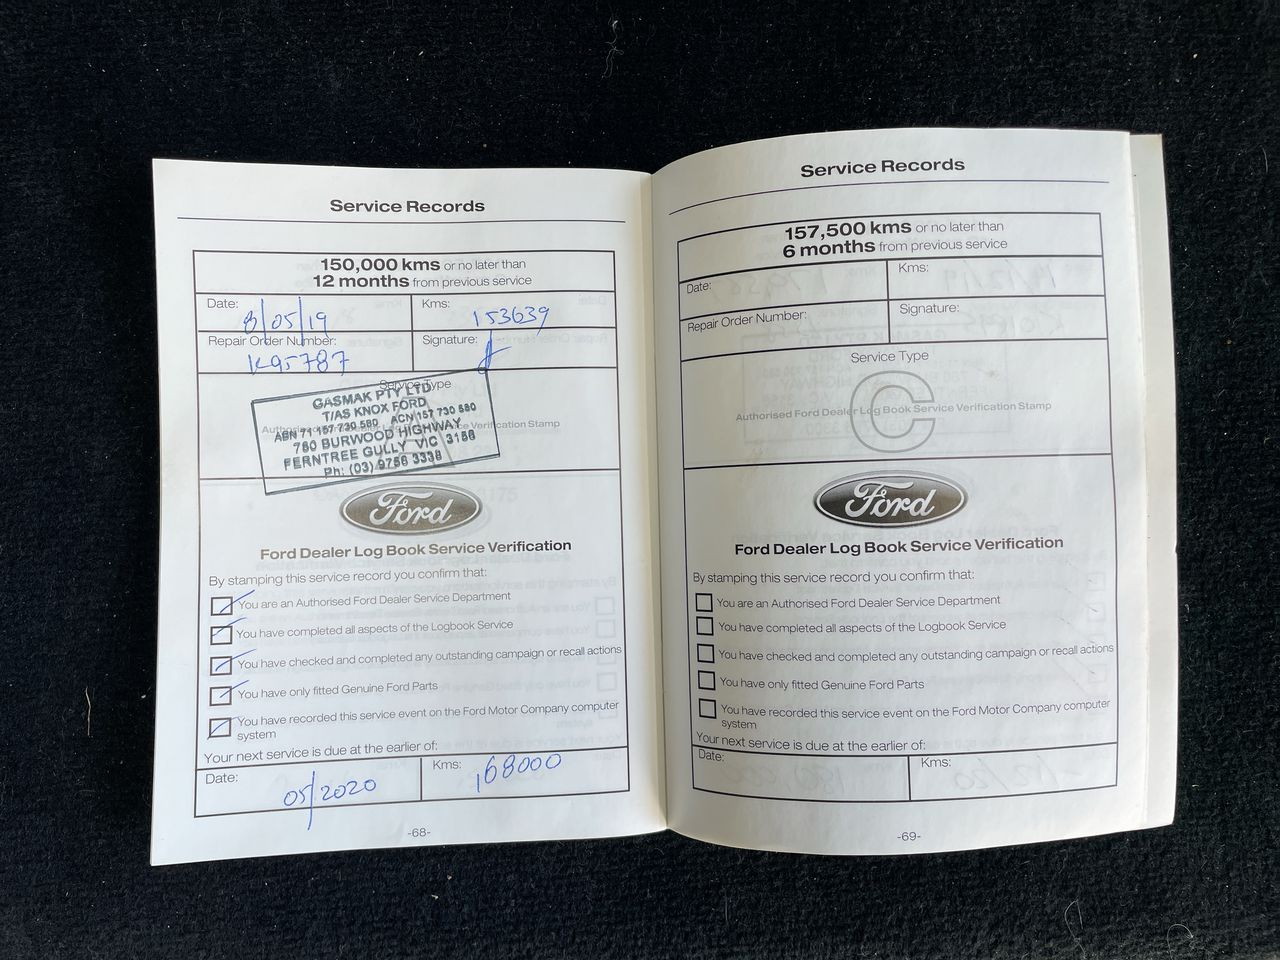 Service Records
150,000 kms or no later than
12 months from previous service
Date:
8/05/19
Kms:
153639
Repair Order Number:
K95787
Signature:
Service Type
GASMAK PTY LTD
T/AS KNOX FORD
ABN 71 157 730 580 ACN 157 730 580
760 BURWOOD HIGHWAY
FERNTREE GULLY VIC 3156
Ph: (03) 9756 3338
Ford
Ford Dealer Log Book Service Verification
By stamping this service record you confirm that:
You are an Authorised Ford Dealer Service Department
You have completed all aspects of the Logbook Service
You have checked and completed any outstanding campaign or recall actions
You have only fitted Genuine Ford Parts
You have recorded this service event on the Ford Motor Company computer
system
Your next service is due at the earlier of:
Date:
05/2020
Kms:
168000
-68-
Service Records
157,500 kms or no later than
6 months from previous service
Date:
Kms:
Repair Order Number:
Signature:
Service Type
C
Authorised Ford Dealer Log Book Service Verification Stamp
Ford
Ford Dealer Log Book Service Verification
By stamping this service record you confirm that:
You are an Authorised Ford Dealer Service Department
You have completed all aspects of the Logbook Service
You have checked and completed any outstanding campaign or recall actions
You have only fitted Genuine Ford Parts
You have recorded this service event on the Ford Motor Company computer
system
Your next service is due at the earlier of:
Date:
Kms:
-69-